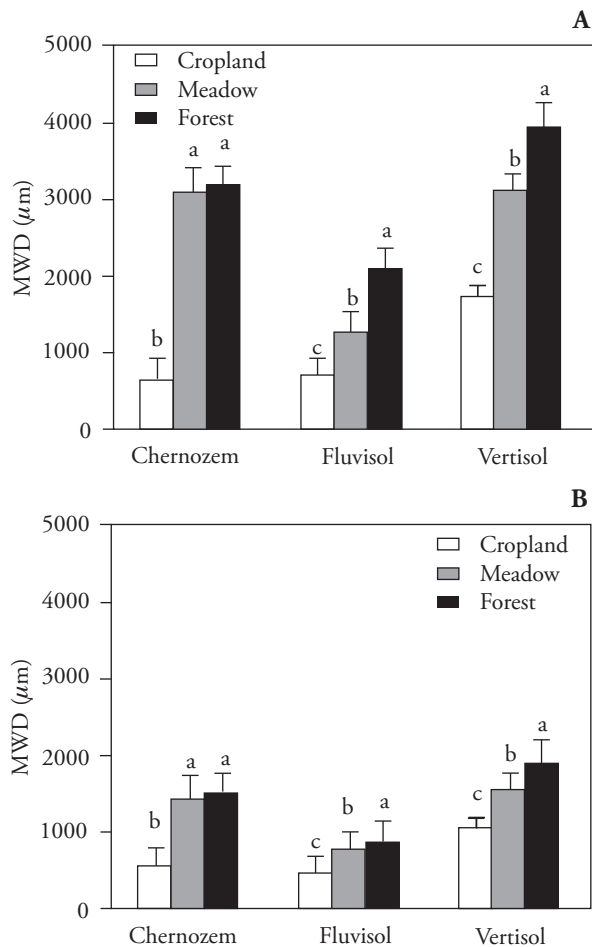 A
5000
Cropland
Meadow
Forest
a
4000
a a
b
3000
MWD (μm)
a
2000
c
b
1000
b
c
0
Chernozem Fluvisol Vertisol
B
5000
Cropland
Meadow
Forest
4000
3000
MWD (μm)
a
2000
a a
b
b a
c
1000
b
c
0
Chernozem Fluvisol Vertisol